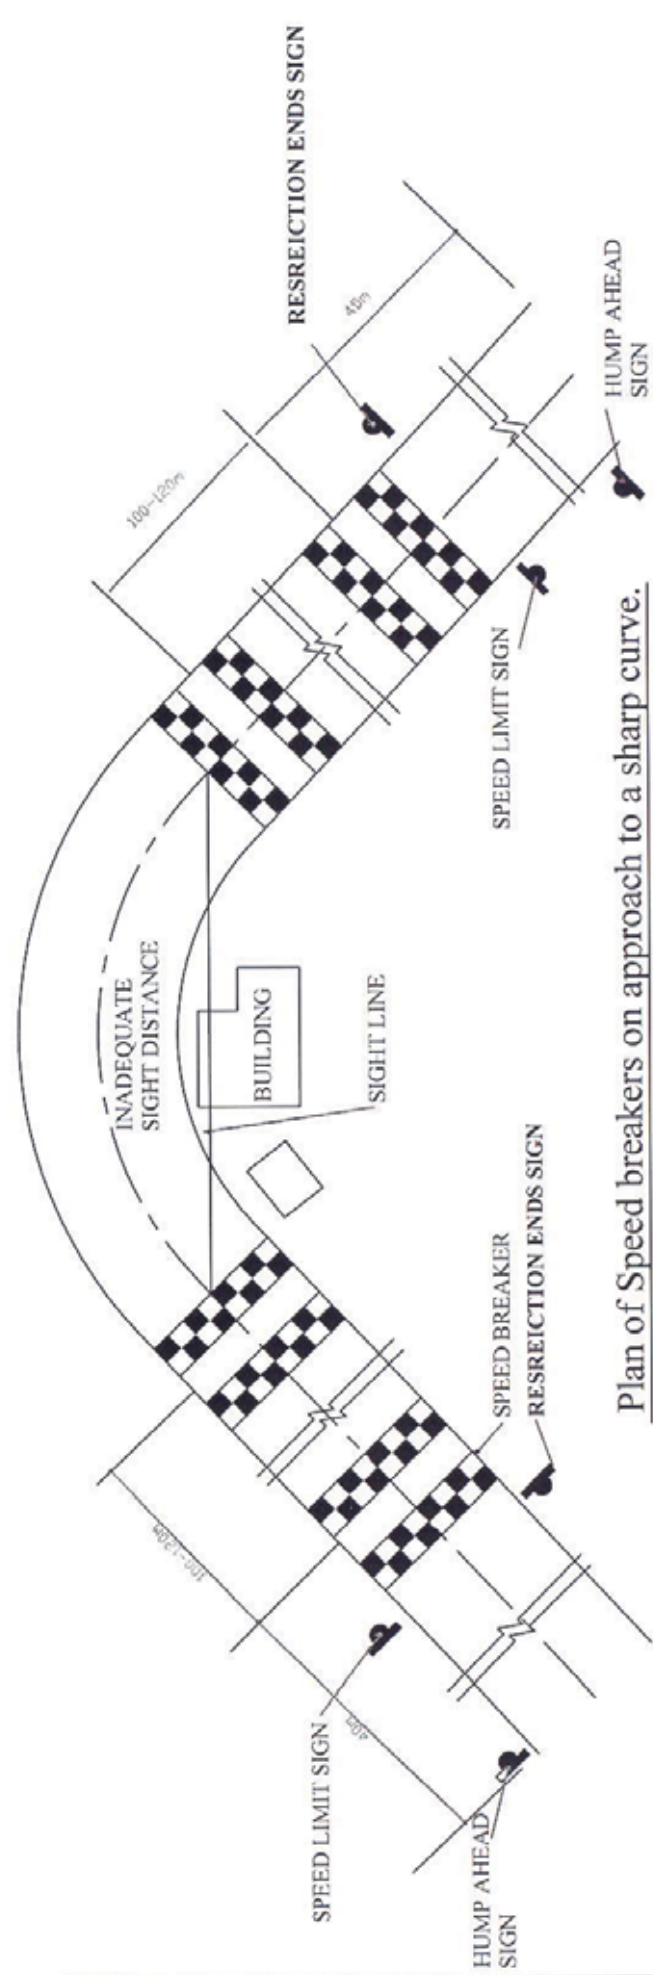 RESREICTION ENDS SIGN
45m
100-120m
HUMP AHEAD
SIGN
SPEED LIMIT SIGN
INADEQUATE
SIGHT DISTANCE
BUILDING
SIGHT LINE
SPEED BREAKER
RESREICTION ENDS SIGN
100-120m
40m
SPEED LIMIT SIGN
HUMP AHEAD
SIGN
Plan of Speed breakers on approach to a sharp curve.